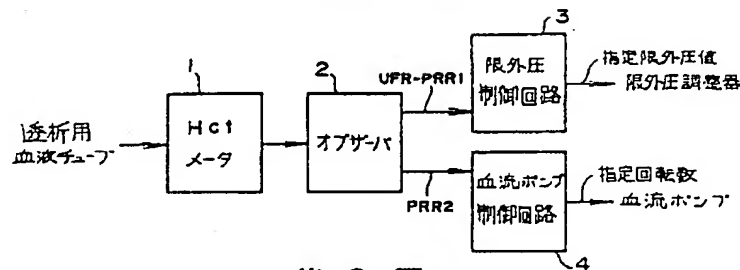 透析用
血液チューブ
1
Hct
メータ
2
オブザーバ
UFR-PRR1
PRR2
3
限外圧
制御回路
指定限外圧値
限外圧調整器
血流ポンプ
制御回路
4
指定回転数
血流ポンプ